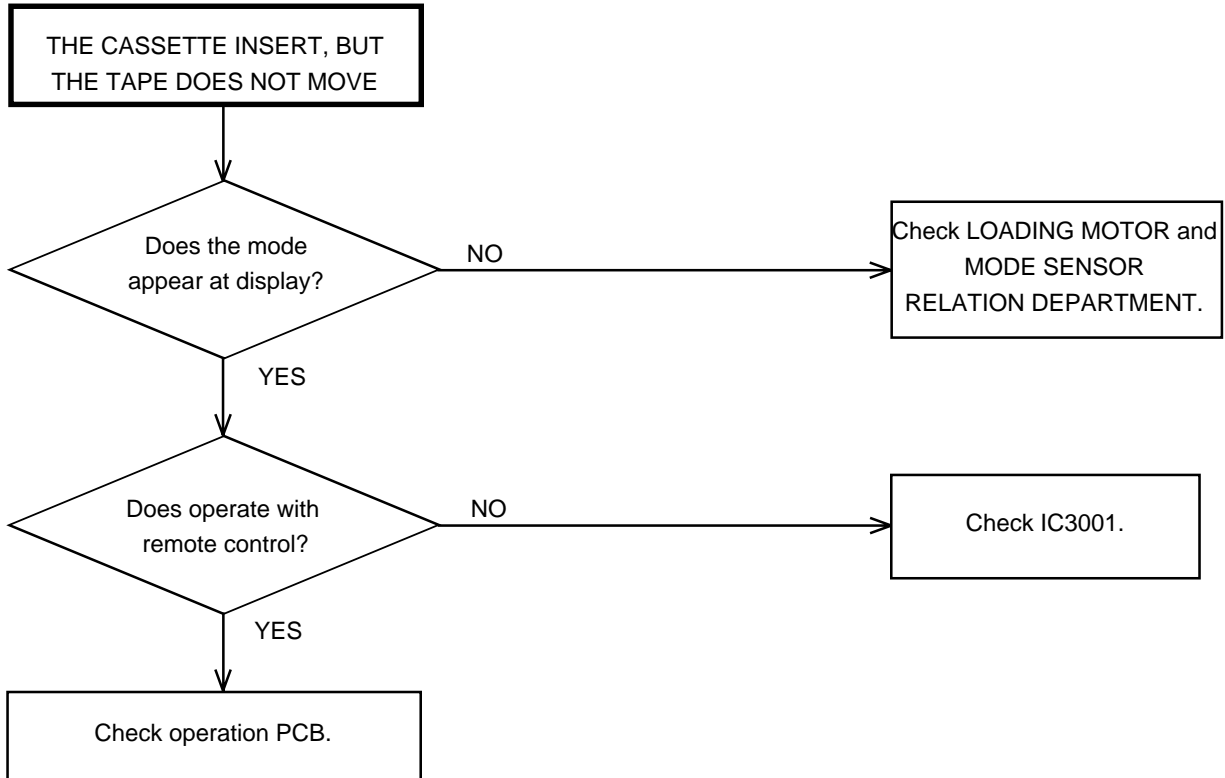 THE CASSETTE INSERT, BUT
THE TAPE DOES NOT MOVE
Does the mode
appear at display?
NO
Check LOADING MOTOR and
MODE SENSOR
RELATION DEPARTMENT.
YES
Does operate with
remote control?
NO
Check IC3001.
YES
Check operation PCB.